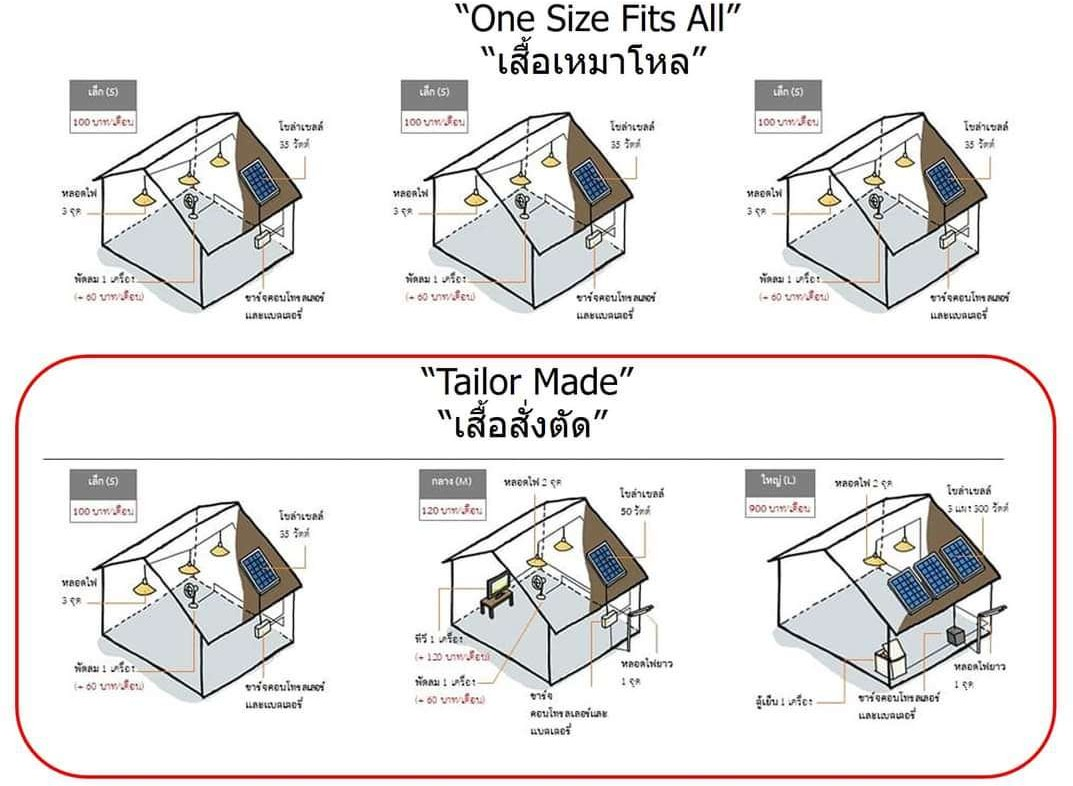 “One Size Fits All”
“เสื้อเหมาโหล”
เล็ก (S)
100 บาท/เดือน
โซล่าเซลล์
35 วัตต์
หลอดไฟ
3 จุด
พัดลม 1 เครื่อง
(+ 60 บาท/เดือน)
ชาร์จคอนโทรลเลอร์
และแบตเตอรี่
เล็ก (S)
100 บาท/เดือน
โซล่าเซลล์
35 วัตต์
หลอดไฟ
3 จุด
พัดลม 1 เครื่อง
(+ 60 บาท/เดือน)
ชาร์จคอนโทรลเลอร์
และแบตเตอรี่
เล็ก (S)
100 บาท/เดือน
โซล่าเซลล์
35 วัตต์
หลอดไฟ
3 จุด
พัดลม 1 เครื่อง
(+ 60 บาท/เดือน)
ชาร์จคอนโทรลเลอร์
และแบตเตอรี่
“Tailor Made”
“เสื้อสั่งตัด”
เล็ก (S)
100 บาท/เดือน
โซล่าเซลล์
35 วัตต์
หลอดไฟ
3 จุด
พัดลม 1 เครื่อง
(+ 60 บาท/เดือน)
ชาร์จคอนโทรลเลอร์
และแบตเตอรี่
กลาง (M)
120 บาท/เดือน
หลอดไฟ 2 จุด
โซล่าเซลล์
50 วัตต์
ทีวี 1 เครื่อง
(+ 120 บาท/เดือน)
พัดลม 1 เครื่อง
(+ 60 บาท/เดือน)
หลอดไฟยาว
1 จุด
ชาร์จ
คอนโทรลเลอร์และ
แบตเตอรี่
ใหญ่ (L)
900 บาท/เดือน
หลอดไฟ 2 จุด
โซล่าเซลล์
3 แผง 300 วัตต์
หลอดไฟยาว
1 จุด
ตู้เย็น 1 เครื่อง
ชาร์จคอนโทรลเลอร์
และแบตเตอรี่